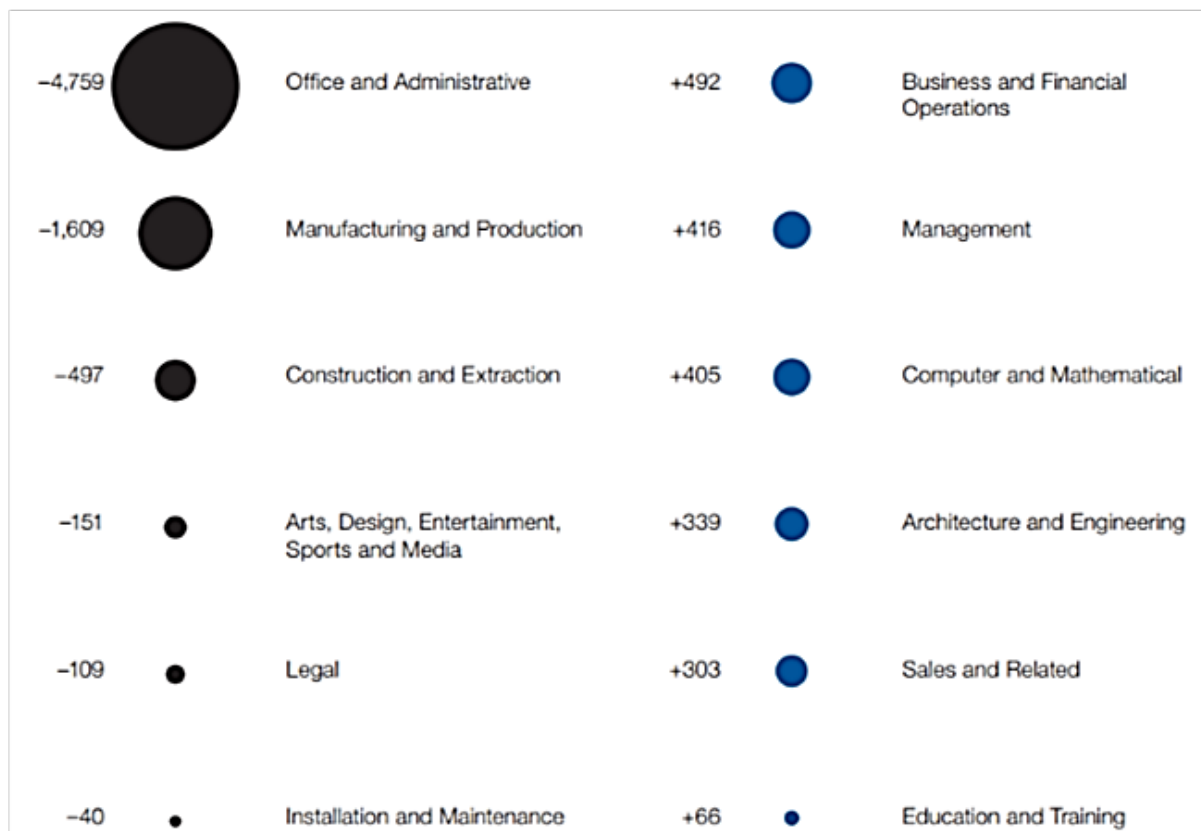 −4,759 Office and Administrative +492 Business and Financial
Operations
−1,609 Manufacturing and Production +416 Management
−497 Construction and Extraction +405 Computer and Mathematical
−151 Arts, Design, Entertainment, +339 Architecture and Engineering
Sports and Media
−109 Legal +303 Sales and Related
−40 Installation and Maintenance +66 Education and Training